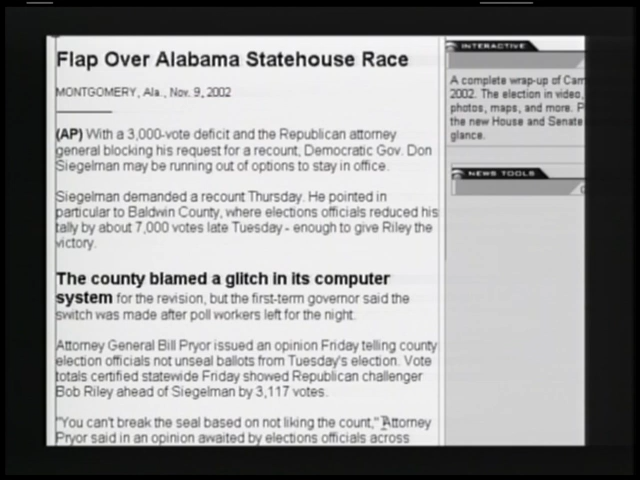 Flap Over Alabama Statehouse Race
MONTGOMERY, Ala., Nov. 9, 2002
(AP) With a 3,000-vote deficit and the Republican attorney
general blocking his request for a recount, Democratic Gov. Don
Siegelman may be running out of options to stay in office.
Siegelman demanded a recount Thursday. He pointed in
particular to Baldwin County, where elections officials reduced his
tally by about 7,000 votes late Tuesday - enough to give Riley the
victory.
The county blamed a glitch in its computer
system for the revision, but the first-term governor said the
switch was made after poll workers left for the night.
Attorney General Bill Pryor issued an opinion Friday telling county
election officials not unseal ballots from Tuesday's election. Vote
totals certified statewide Friday showed Republican challenger
Bob Riley ahead of Siegelman by 3,117 votes.
"You can't break the seal based on not liking the count," Attorney
Pryor said in an opinion awaited by elections officials across
INTERACTIVE
A complete wrap-up of Cam
2002. The election in video,
photos, maps, and more. P
the new House and Senate
glance.
NEWS TOOLS